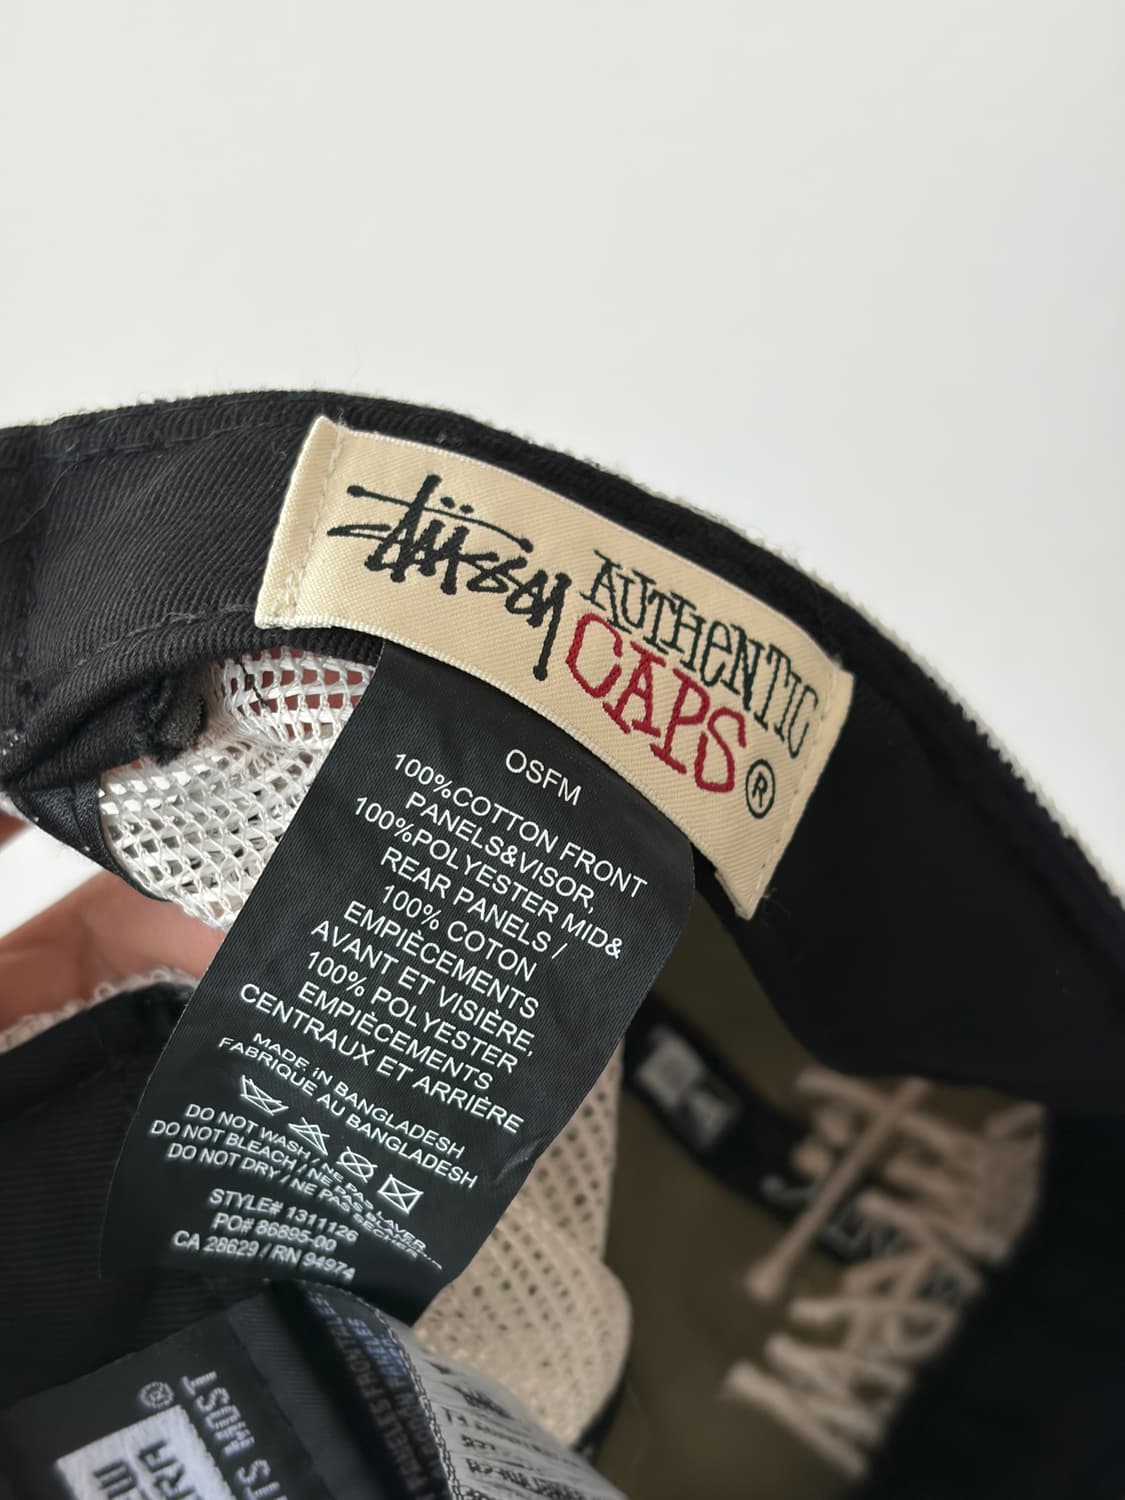 Stüssy
AUTHENTIC
CAPS®
OSFM
100%COTTON FRONT
PANELS&VISOR,
100%POLYESTER MID&
REAR PANELS /
100% COTON
EMPIÈCEMENTS
AVANT ET VISIÈRE,
100% POLYESTER
EMPIÈCEMENTS
CENTRAUX ET ARRIÈRE
MADE IN BANGLADESH
FABRIQUE AU BANGLADESH
DO NOT WASH / NE PAS LAVER
DO NOT BLEACH / NE PAS
DO NOT DRY / NE PAS SECHER
STYLE# 1311126
PO# 86895-00
CA 28629 / RN 94974
®
ERA